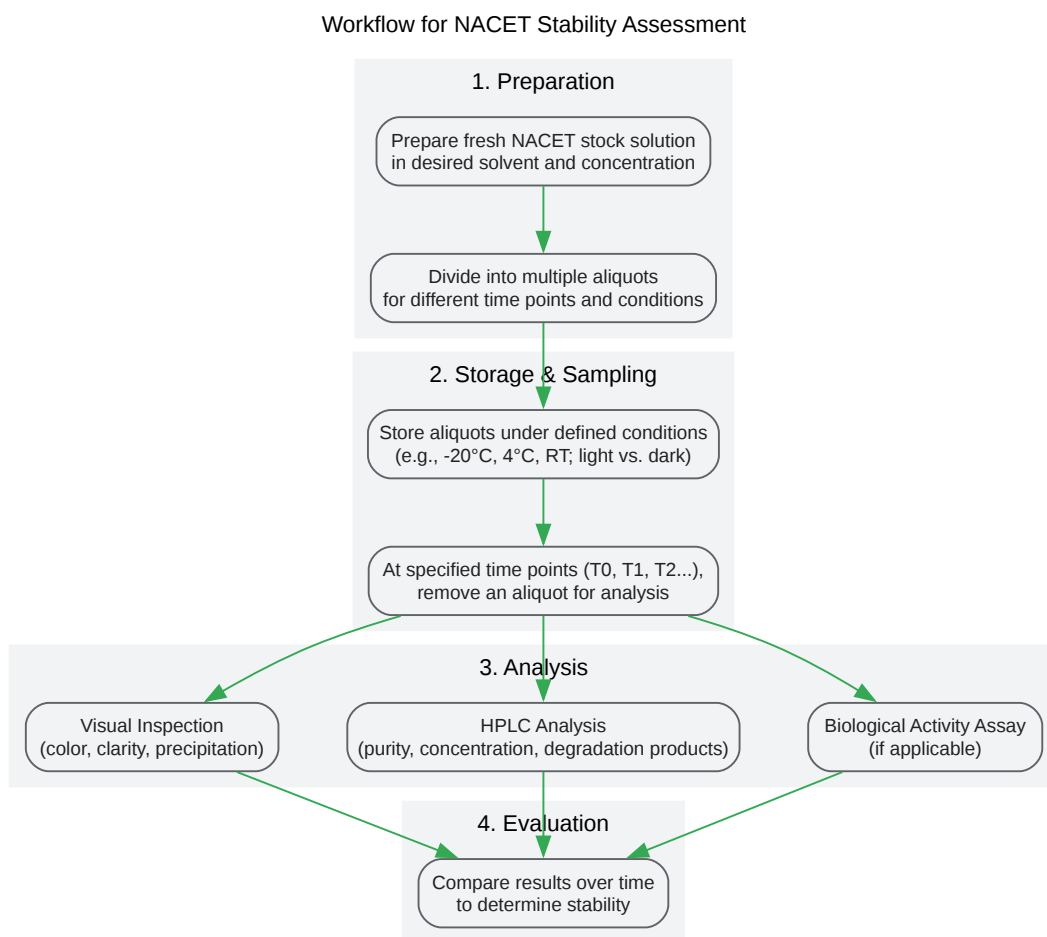 Workflow for NACET Stability Assessment
1. Preparation
Prepare fresh NACET stock solution
in desired solvent and concentration
Divide into multiple aliquots
for different time points and conditions
2. Storage & Sampling
Store aliquots under defined conditions
(e.g., -20°C, 4°C, RT; light vs. dark)
At specified time points (T0, T1, T2...),
remove an aliquot for analysis
3. Analysis
Visual Inspection
(color, clarity, precipitation)
HPLC Analysis
(purity, concentration, degradation products)
Biological Activity Assay
(if applicable)
4. Evaluation
Compare results over time
to determine stability